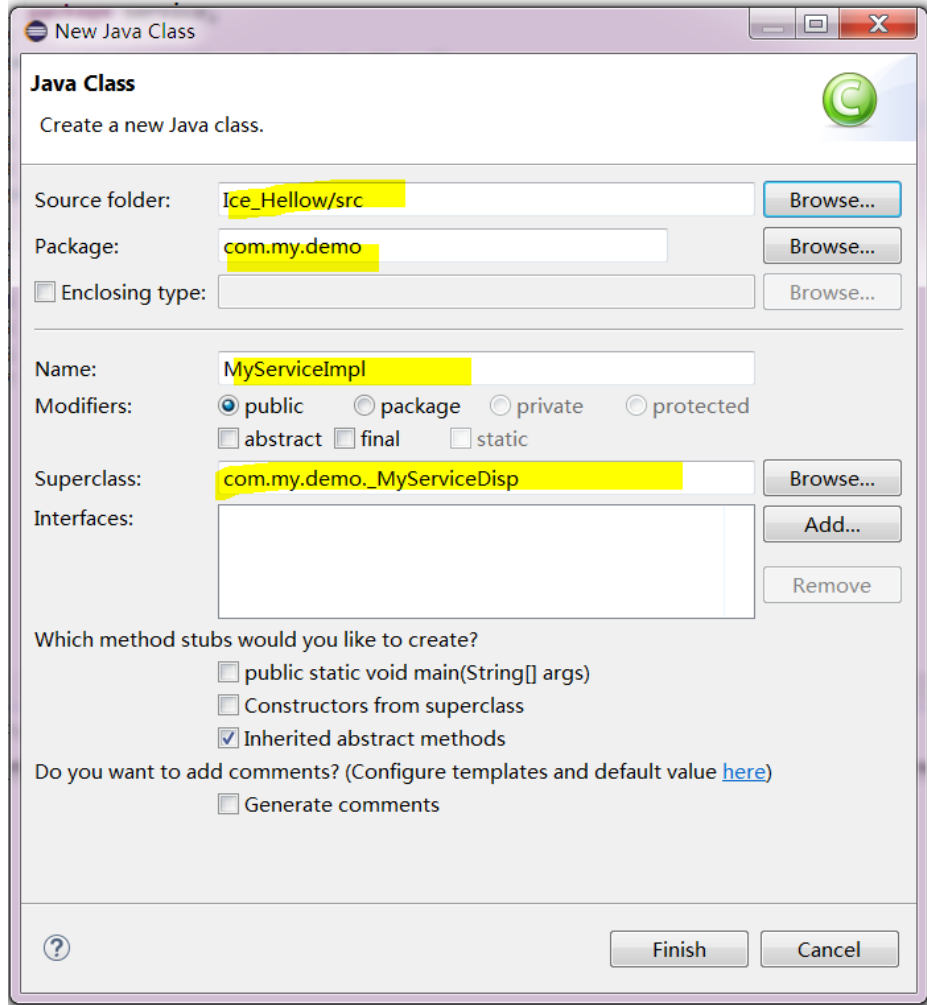 New Java Class
Java Class
Create a new Java class.
Source folder: Ice_Hellow/src Browse...
Package: com.my.demo Browse...
Enclosing type: Browse...
Name: MyServiceImpl
Modifiers: public package private protected
abstract final static
Superclass: com.my.demo._MyServiceDisp Browse...
Interfaces: Add...
Remove
Which method stubs would you like to create?
public static void main(String[] args)
Constructors from superclass
Inherited abstract methods
Do you want to add comments? (Configure templates and default value here)
Generate comments
? Finish Cancel